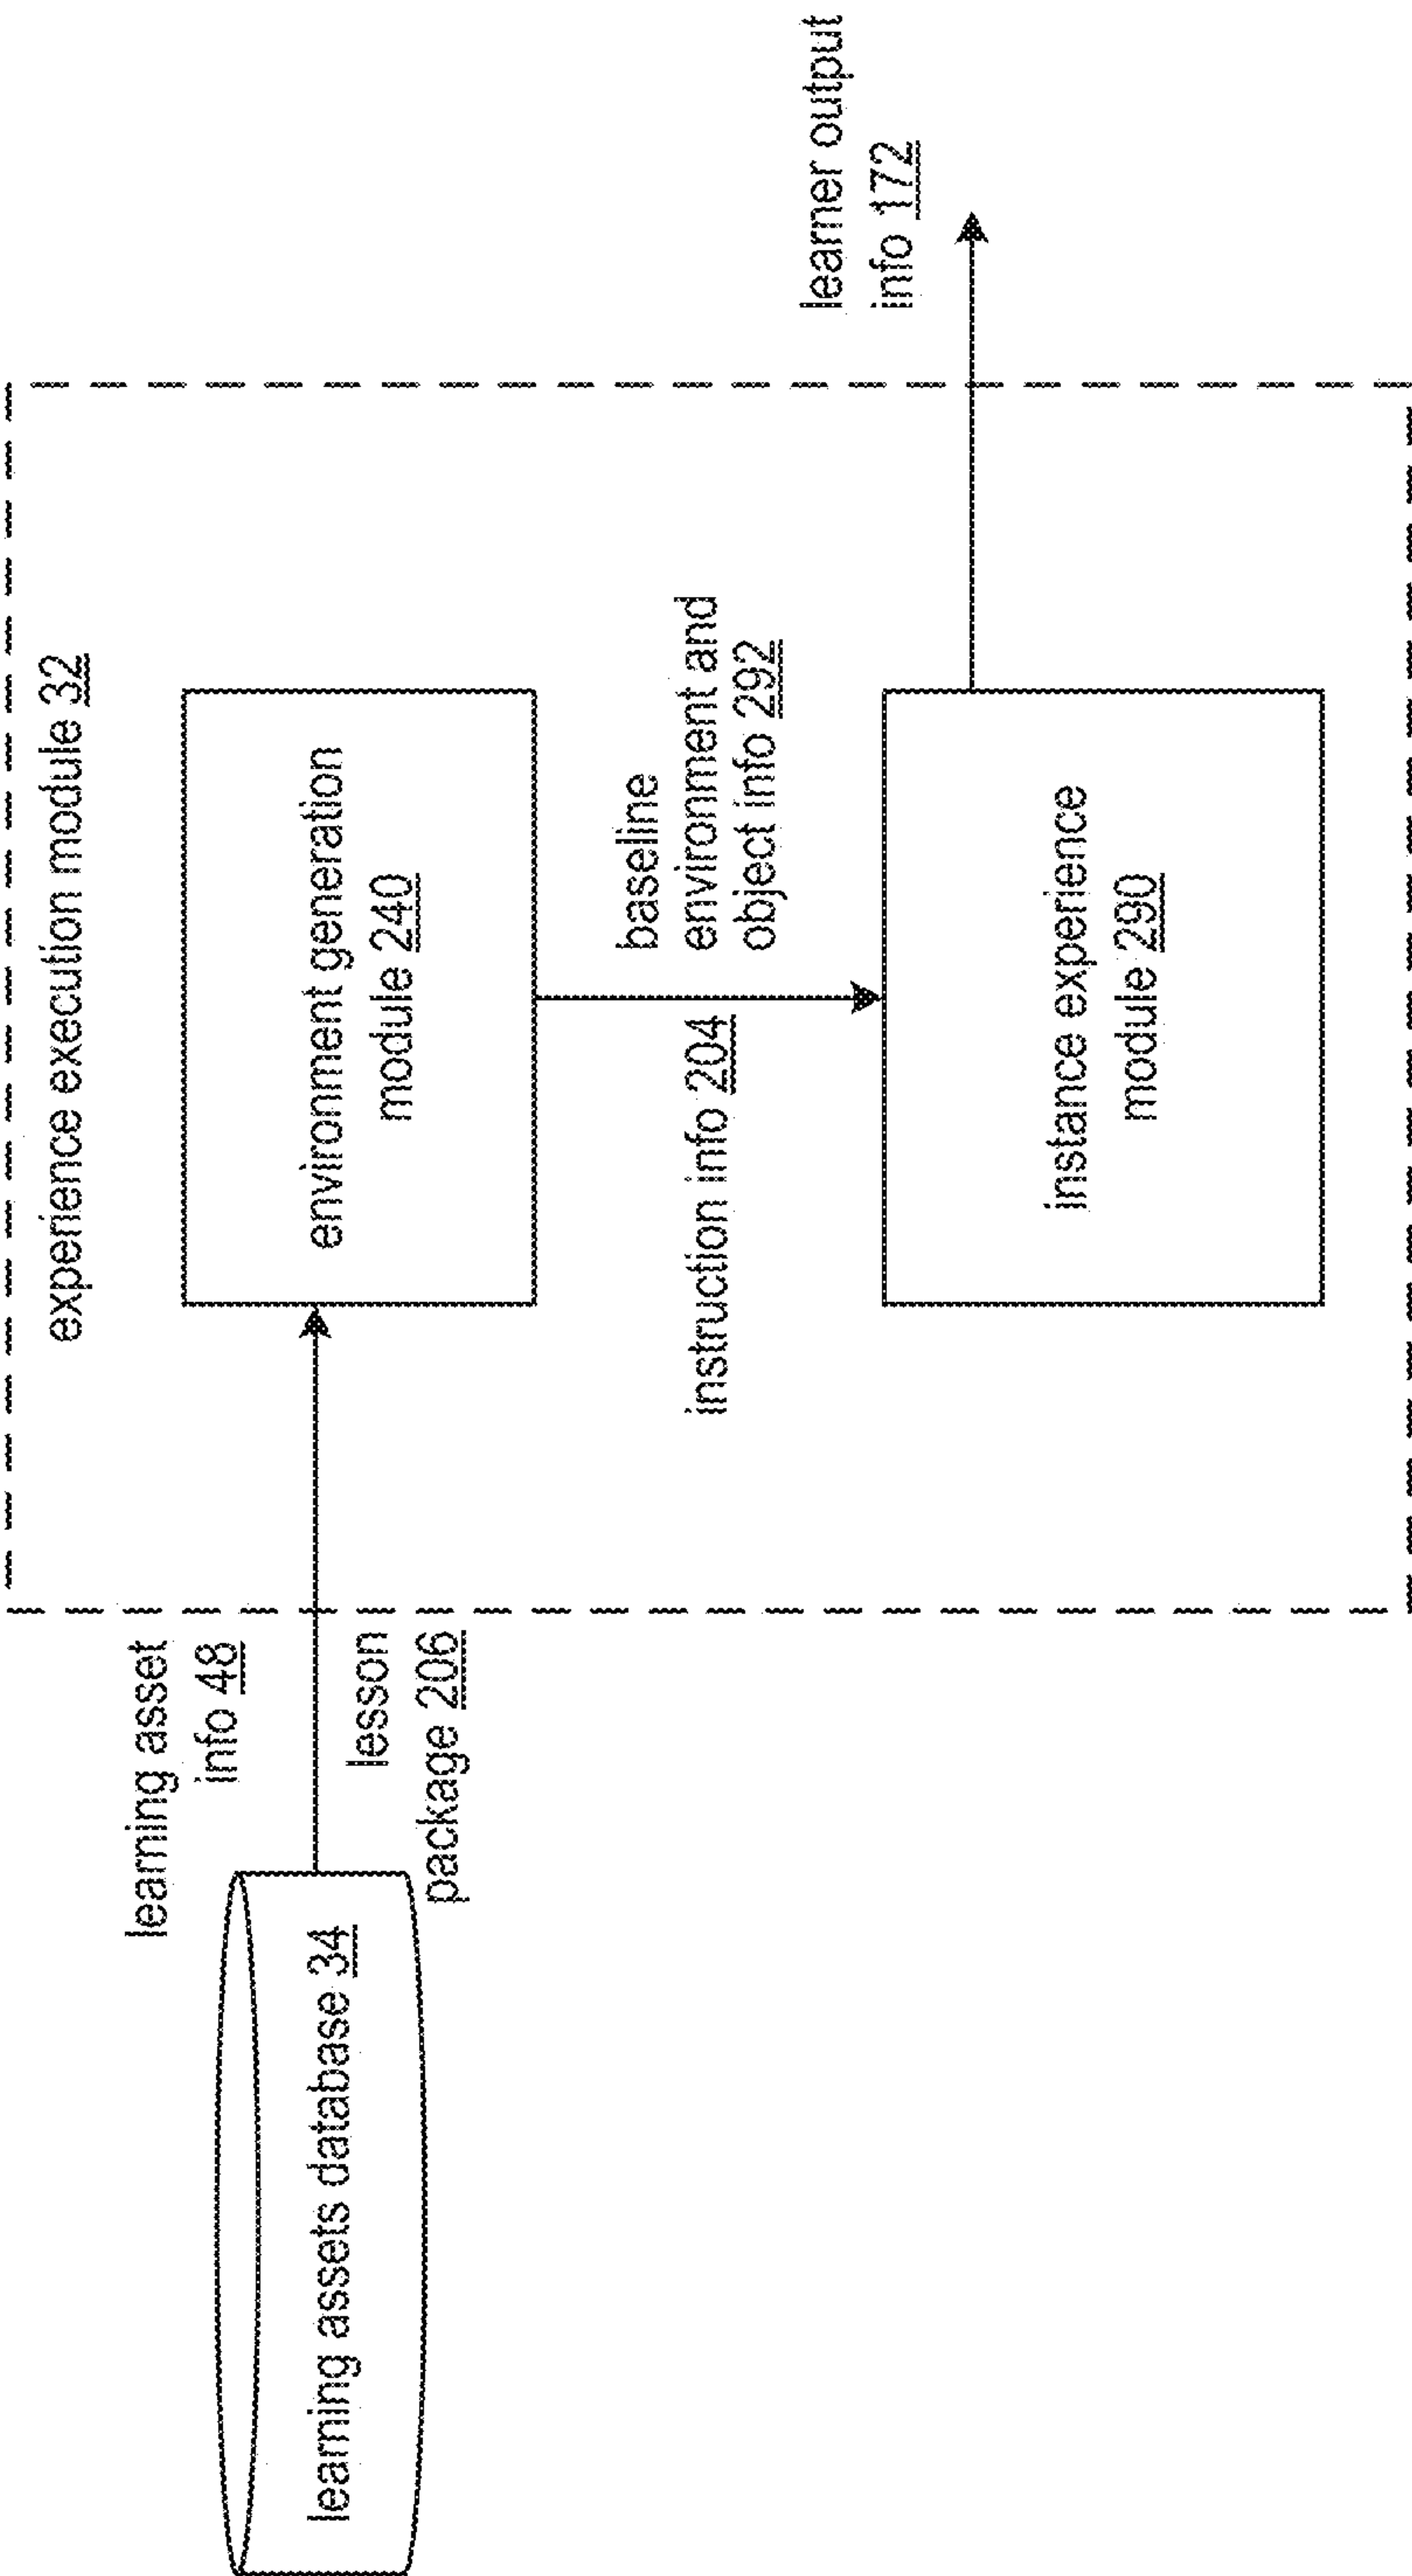 experience execution module 32
learning asset
info 48
learning assets database 34
lesson
package 206
environment generation
module 240
instruction info 204
baseline
environment and
object info 292
instance experience
module 290
learner output
info 172